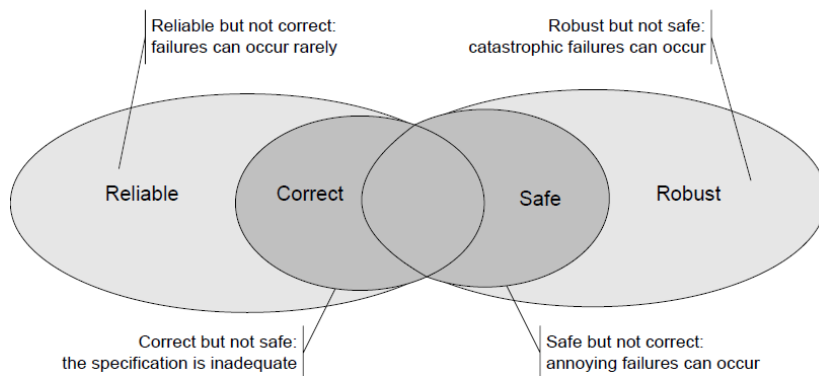 Reliable but not correct:
failures can occur rarely
Robust but not safe:
catastrophic failures can occur
Reliable
Correct
Safe
Robust
Correct but not safe:
the specification is inadequate
Safe but not correct:
annoying failures can occur